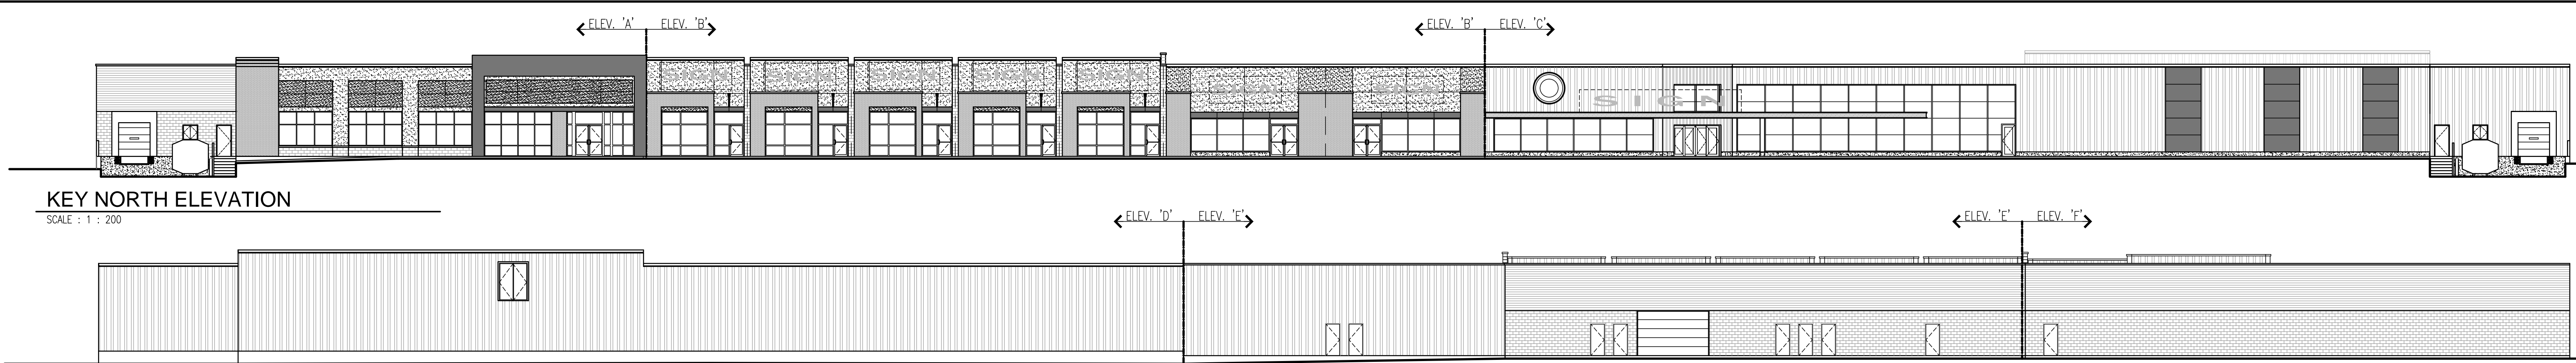 ELEV. 'A' ELEV. 'B' ELEV. 'B' ELEV. 'C'
SIGN SIGN SIGN SIGN SIGN SIGN SIGN SIGN
KEY NORTH ELEVATION
SCALE : 1 : 200
ELEV. 'D' ELEV. 'E' ELEV. 'E' ELEV. 'F'